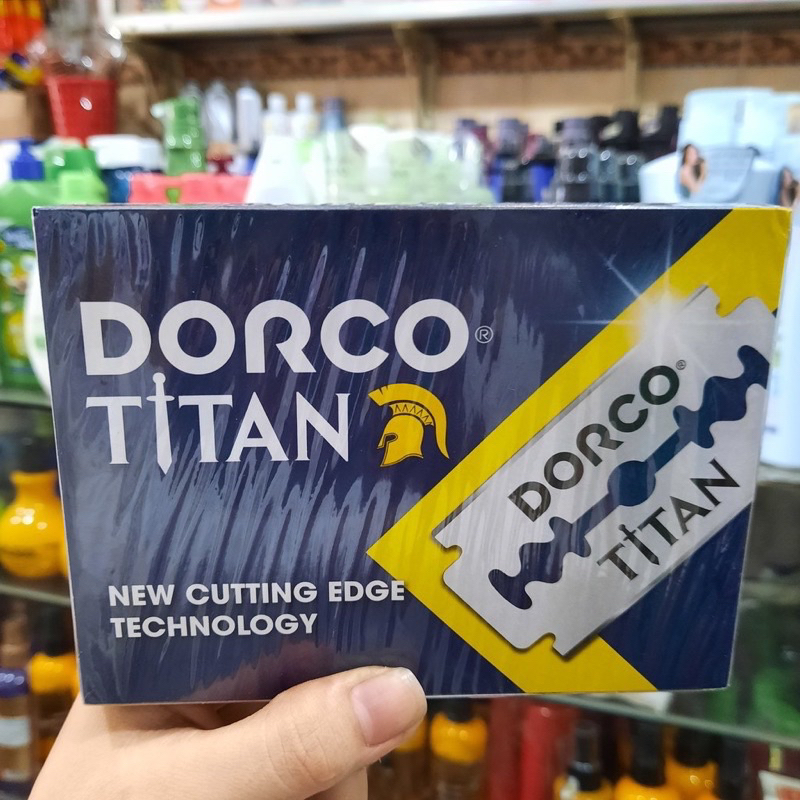 DORCO®
TITAN
NEW CUTTING EDGE
TECHNOLOGY
DORCO®
TITAN